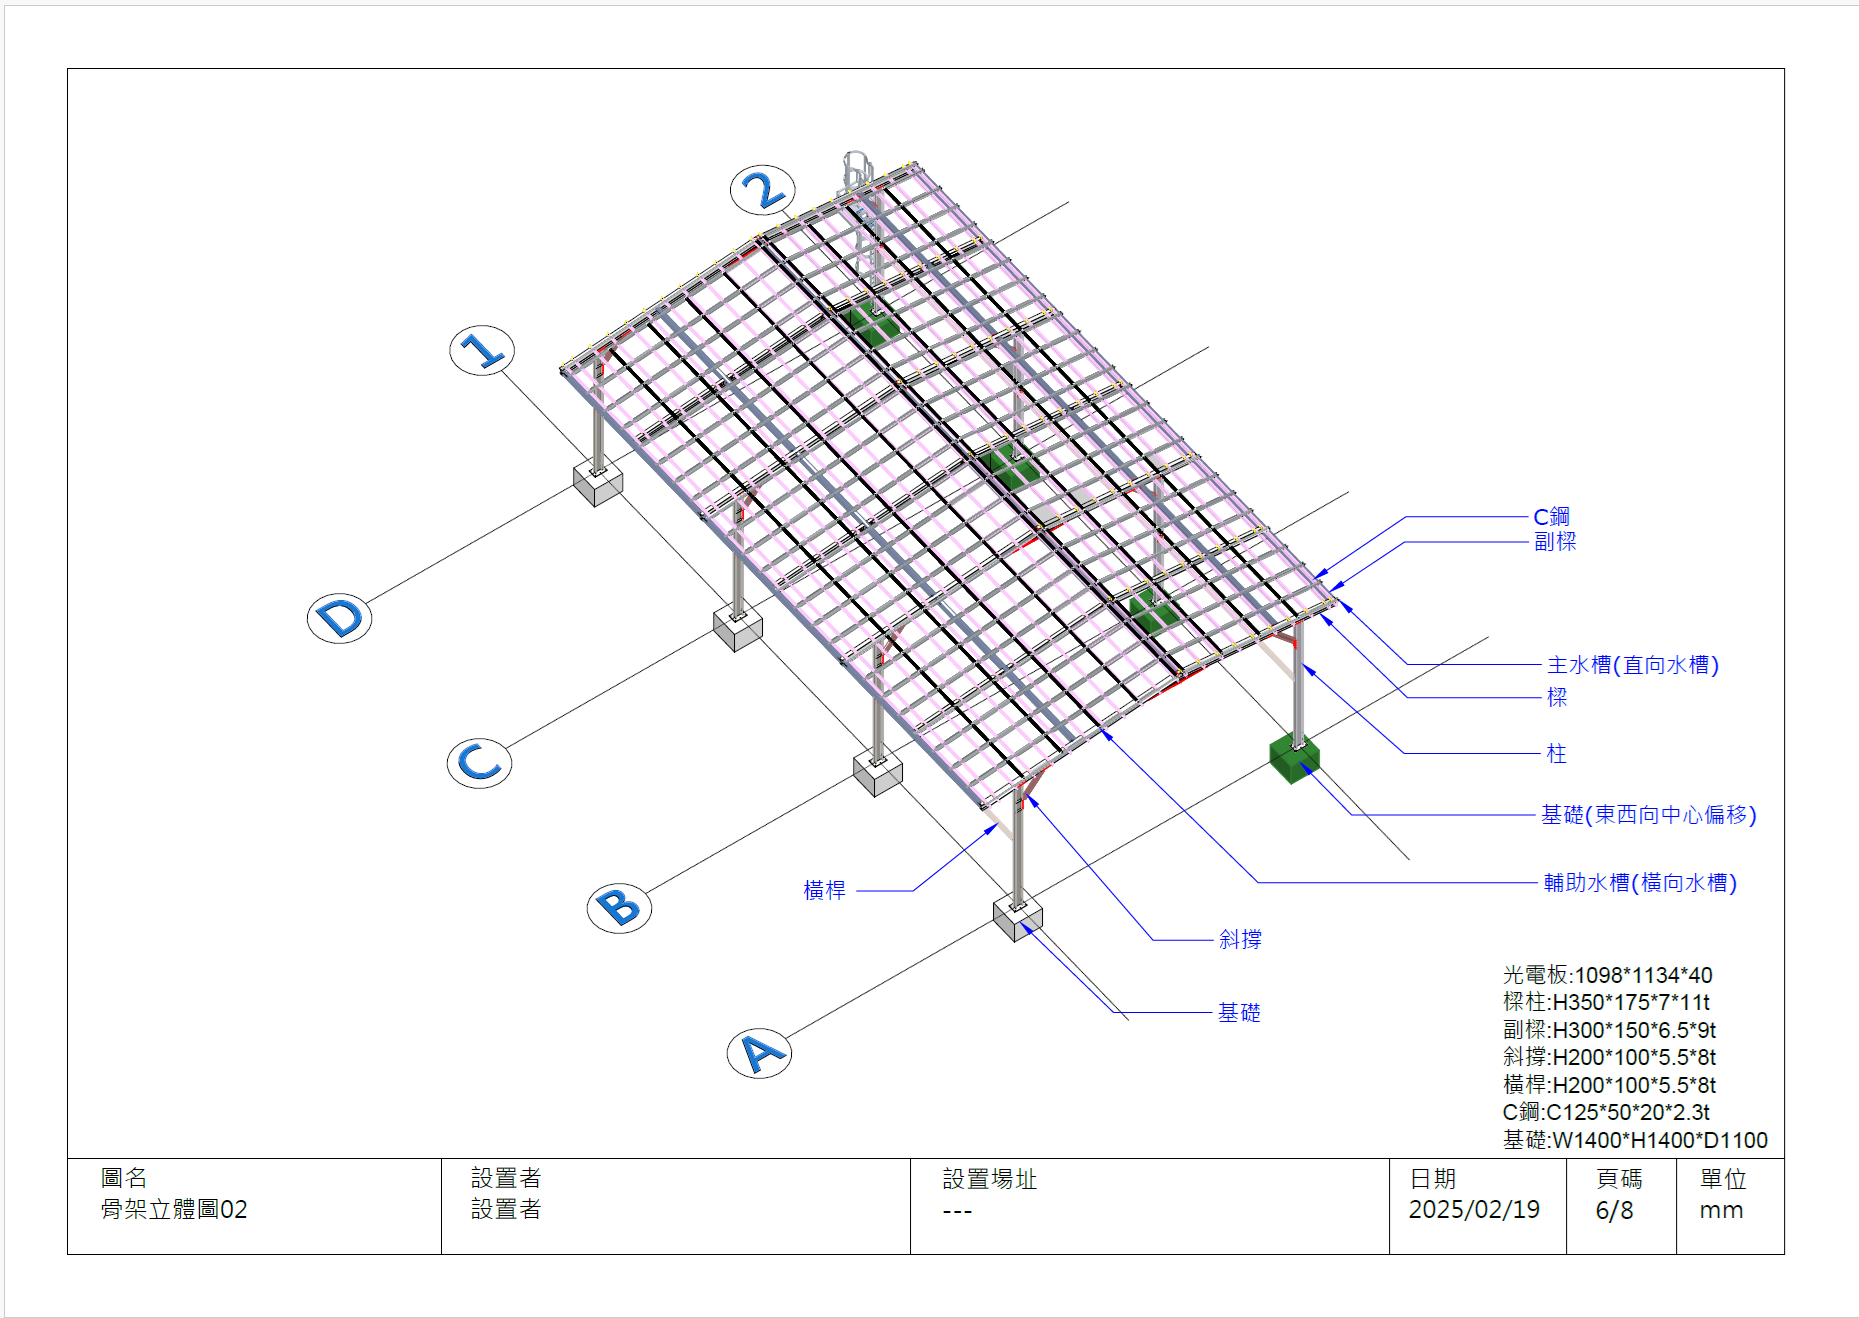 2
1
D
C
B
A
C鋼
副樑
主水槽(直向水槽)
樑
柱
基礎(東西向中心偏移)
輔助水槽(橫向水槽)
橫桿
斜撐
基礎
光電板:1098*1134*40
樑柱:H350*175*7*11t
副樑:H300*150*6.5*9t
斜撐:H200*100*5.5*8t
橫桿:H200*100*5.5*8t
C鋼:C125*50*20*2.3t
基礎:W1400*H1400*D1100
圖名
骨架立體圖02
設置者
設置者
設置場址
---
日期
2025/02/19
頁碼
6/8
單位
mm